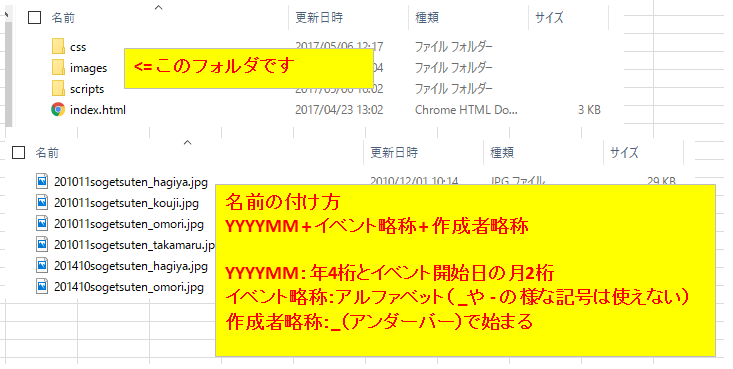 名前 更新日時 種類 サイズ
css 2017/05/06 12:17 ファイル フォルダー
images ファイル フォルダー
<= このフォルダです
scripts ファイル フォルダー
index.html 2017/04/23 13:02 Chrome HTML Do... 3 KB
名前 更新日時 種類 サイズ
201011sogetsuten_hagiya.jpg 2010/12/01 10:14 JPG ファイル 29 KB
201011sogetsuten_kouji.jpg
201011sogetsuten_omori.jpg
201011sogetsuten_takamaru.jp
201410sogetsuten_hagiya.jpg
201410sogetsuten_omori.jpg
名前の付け方
YYYYMM+イベント略称+作成者略称
YYYYMM：年4桁とイベント開始日の月2桁
イベント略称：アルファベット（ _や - の様な記号は使えない）
作成者略称：_（アンダーバー）で始まる